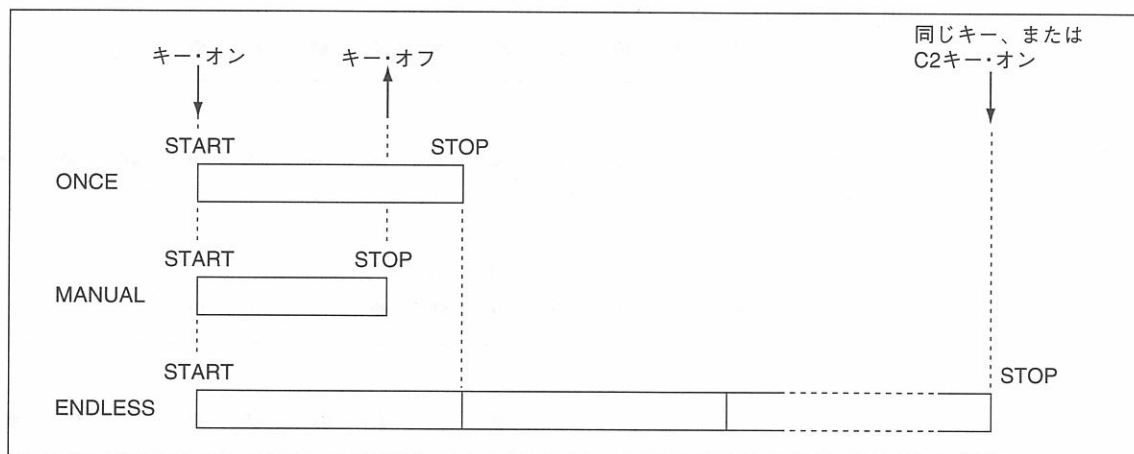 キー・オン
キー・オフ
同じキー、または
C2キー・オン
START
STOP
ONCE
START
STOP
MANUAL
START
STOP
ENDLESS